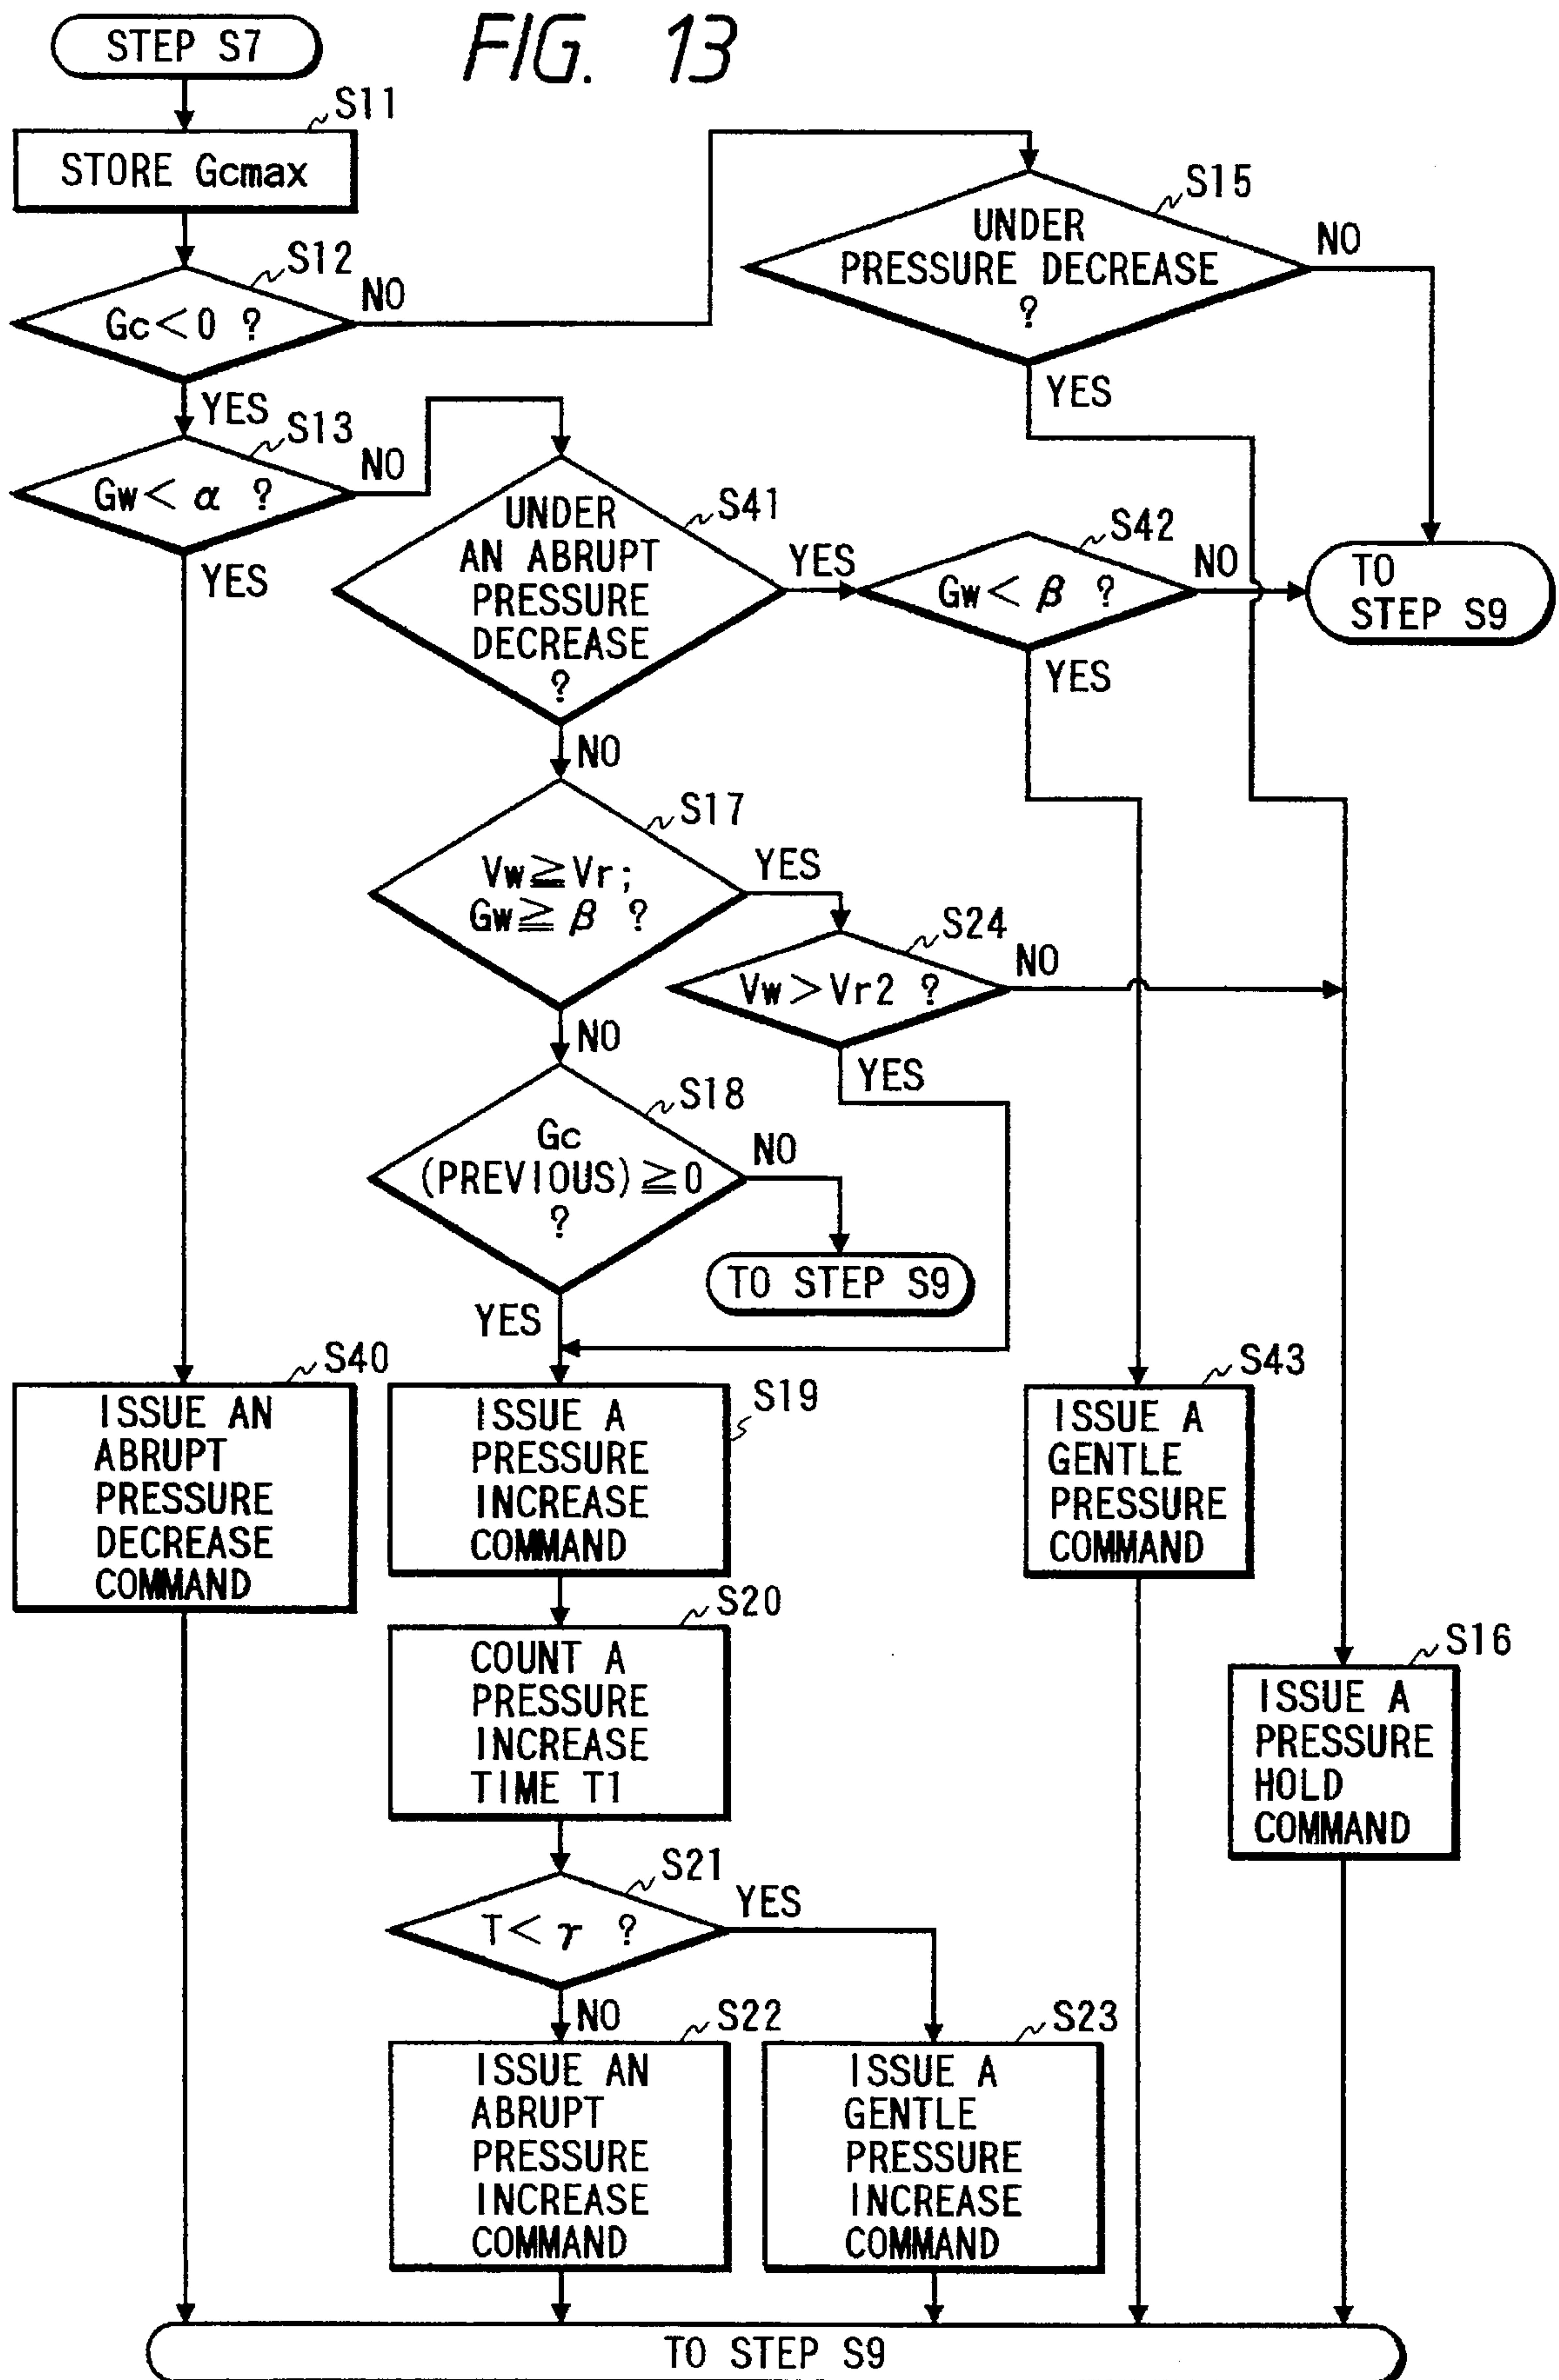 FIG. 13
STEP S7
S11
STORE Gcmax
S12
Gc<0 ?
NO
YES
S15
UNDER
PRESSURE DECREASE
?
NO
YES
S13
Gw< α ?
NO
YES
S41
UNDER
AN ABRUPT
PRESSURE
DECREASE
?
YES
NO
S42
Gw< β ?
NO
YES
TO
STEP S9
S17
Vw≧Vr;
Gw≧ β ?
YES
NO
S24
Vw>Vr2 ?
NO
YES
S18
Gc
(PREVIOUS)≧0
?
NO
TO STEP S9
YES
S40
ISSUE AN
ABRUPT
PRESSURE
DECREASE
COMMAND
S19
ISSUE A
PRESSURE
INCREASE
COMMAND
S43
ISSUE A
GENTLE
PRESSURE
COMMAND
S20
COUNT A
PRESSURE
INCREASE
TIME T1
S16
ISSUE A
PRESSURE
HOLD
COMMAND
S21
T< γ ?
YES
NO
S22
ISSUE AN
ABRUPT
PRESSURE
INCREASE
COMMAND
S23
ISSUE A
GENTLE
PRESSURE
INCREASE
COMMAND
TO STEP S9